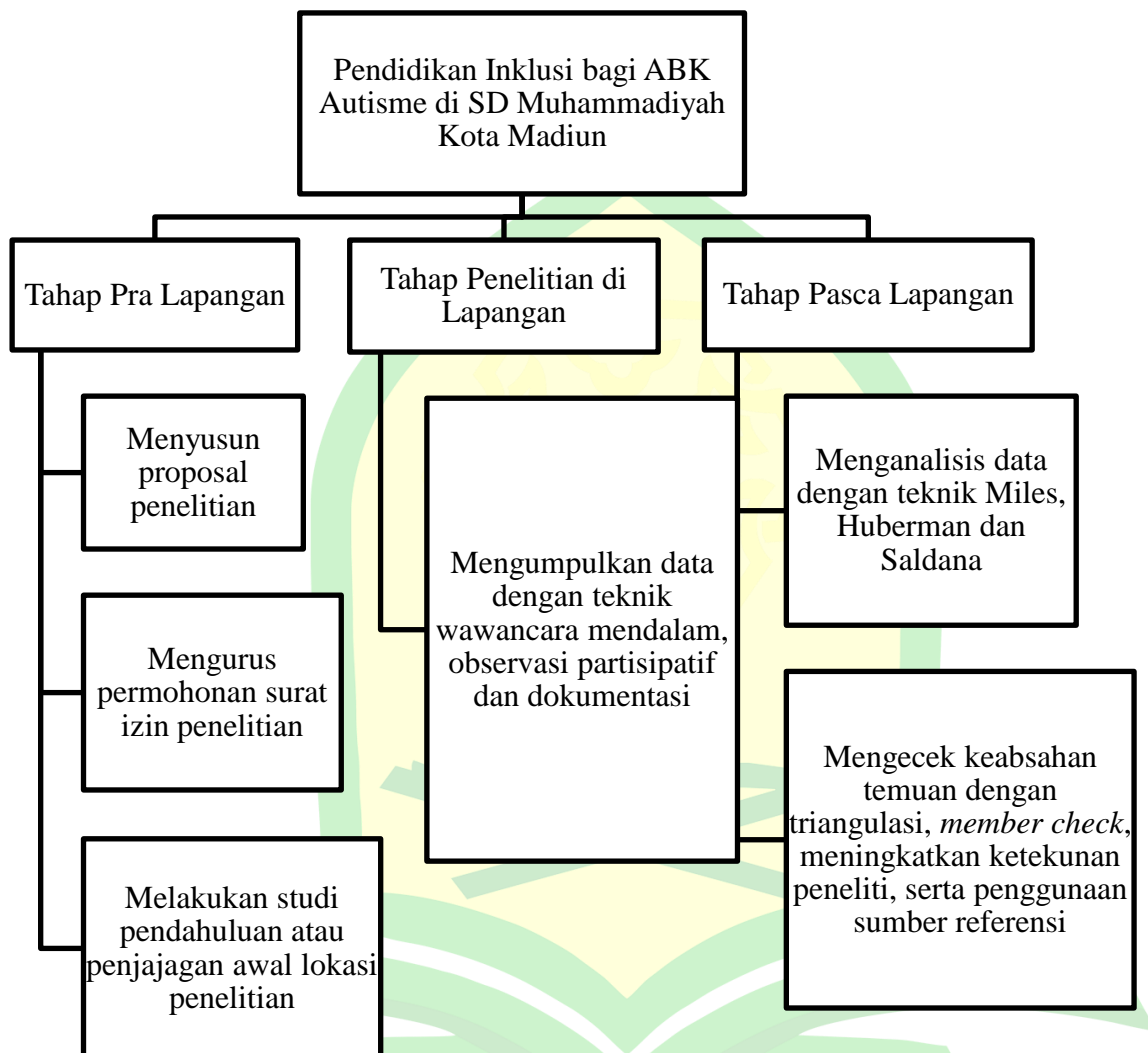 Pendidikan Inklusi bagi ABK
Autisme di SD Muhammadiyah
Kota Madiun
Tahap Pra Lapangan
Tahap Penelitian di
Lapangan
Tahap Pasca Lapangan
Menyusun
proposal
penelitian
Mengurus
permohonan surat
izin penelitian
Melakukan studi
pendahuluan atau
penjajagan awal lokasi
penelitian
Mengumpulkan data
dengan teknik
wawancara mendalam,
observasi partisipatif
dan dokumentasi
Menganalisis data
dengan teknik Miles,
Huberman dan
Saldana
Mengecek keabsahan
temuan dengan
triangulasi, member check,
meningkatkan ketekunan
peneliti, serta penggunaan
sumber referensi